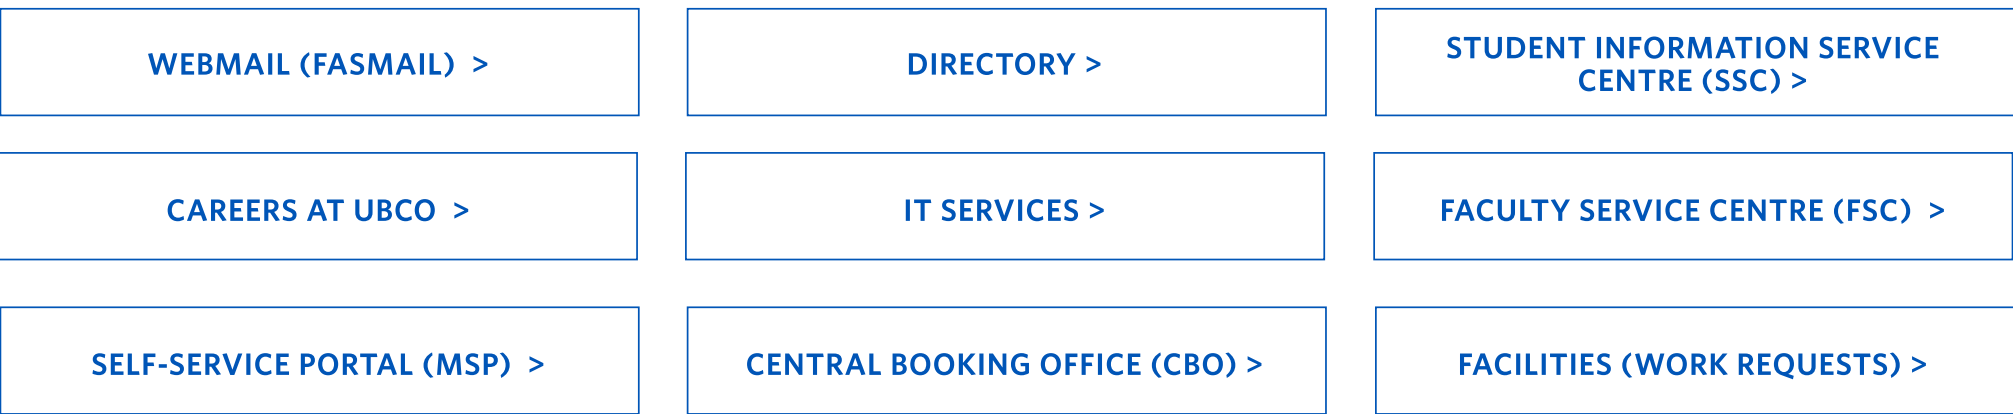 WEBMAIL (FASMAIL) >
DIRECTORY >
STUDENT INFORMATION SERVICE
CENTRE (SSC) >
CAREERS AT UBCO >
IT SERVICES >
FACULTY SERVICE CENTRE (FSC) >
SELF-SERVICE PORTAL (MSP) >
CENTRAL BOOKING OFFICE (CBO) >
FACILITIES (WORK REQUESTS) >